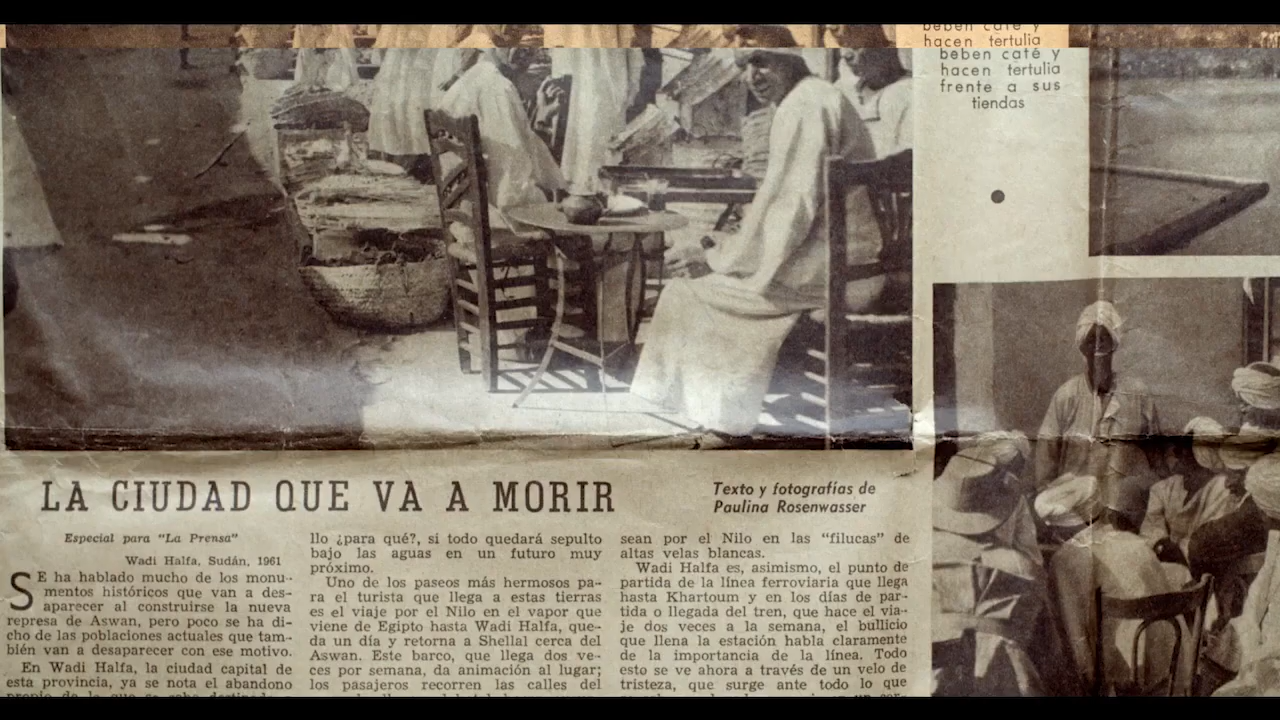 beben café y
hacen tertulia
beben café y
hacen tertulia
frente a sus
tiendas
LA CIUDAD QUE VA A MORIR
Texto y fotografías de
Paulina Rosenwasser
Especial para "La Prensa"
Wadi Halfa, Sudán, 1961
SE ha hablado mucho de los monu-
mentos históricos que van a des-
aparecer al construirse la nueva
represa de Aswan, pero poco se ha di-
cho de las poblaciones actuales que tam-
bién van a desaparecer con ese motivo.
En Wadi Halfa, la ciudad capital de
esta provincia, ya se nota el abandono
llo ¿para qué?, si todo quedará sepulto
bajo las aguas en un futuro muy
próximo.
Uno de los paseos más hermosos pa-
ra el turista que llega a estas tierras
es el viaje por el Nilo en el vapor que
viene de Egipto hasta Wadi Halfa, que-
da un día y retorna a Shellal cerca del
Aswan. Este barco, que llega dos ve-
ces por semana, da animación al lugar;
los pasajeros recorren las calles del
sean por el Nilo en las "filucas" de
altas velas blancas.
Wadi Halfa es, asimismo, el punto de
partida de la línea ferroviaria que llega
hasta Khartoum y en los días de par-
tida o llegada del tren, que hace el via-
je dos veces a la semana, el bullicio
que llena la estación habla claramente
de la importancia de la línea. Todo
esto se ve ahora a través de un velo de
tristeza, que surge ante todo lo que